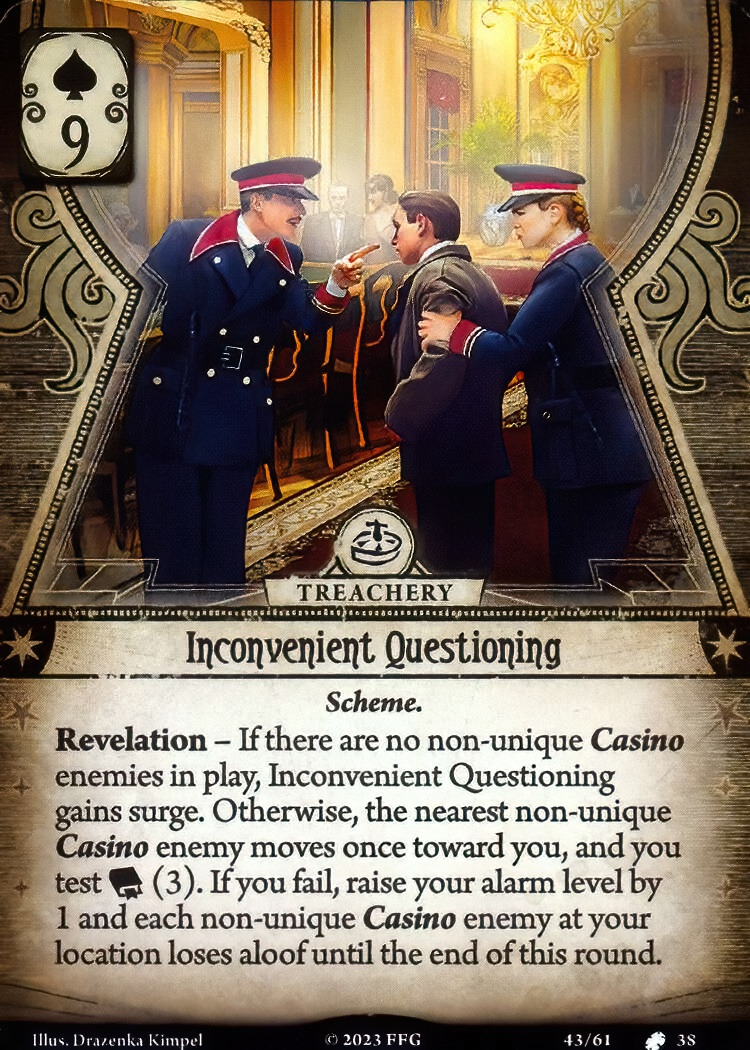 9
TREACHERY
Inconvenient Questioning
Scheme.
Revelation – If there are no non-unique Casino
enemies in play, Inconvenient Questioning
gains surge. Otherwise, the nearest non-unique
Casino enemy moves once toward you, and you
test (3). If you fail, raise your alarm level by
1 and each non-unique Casino enemy at your
location loses aloof until the end of this round.
Illus. Drazenka Kimpel © 2023 FFG 43/61 38